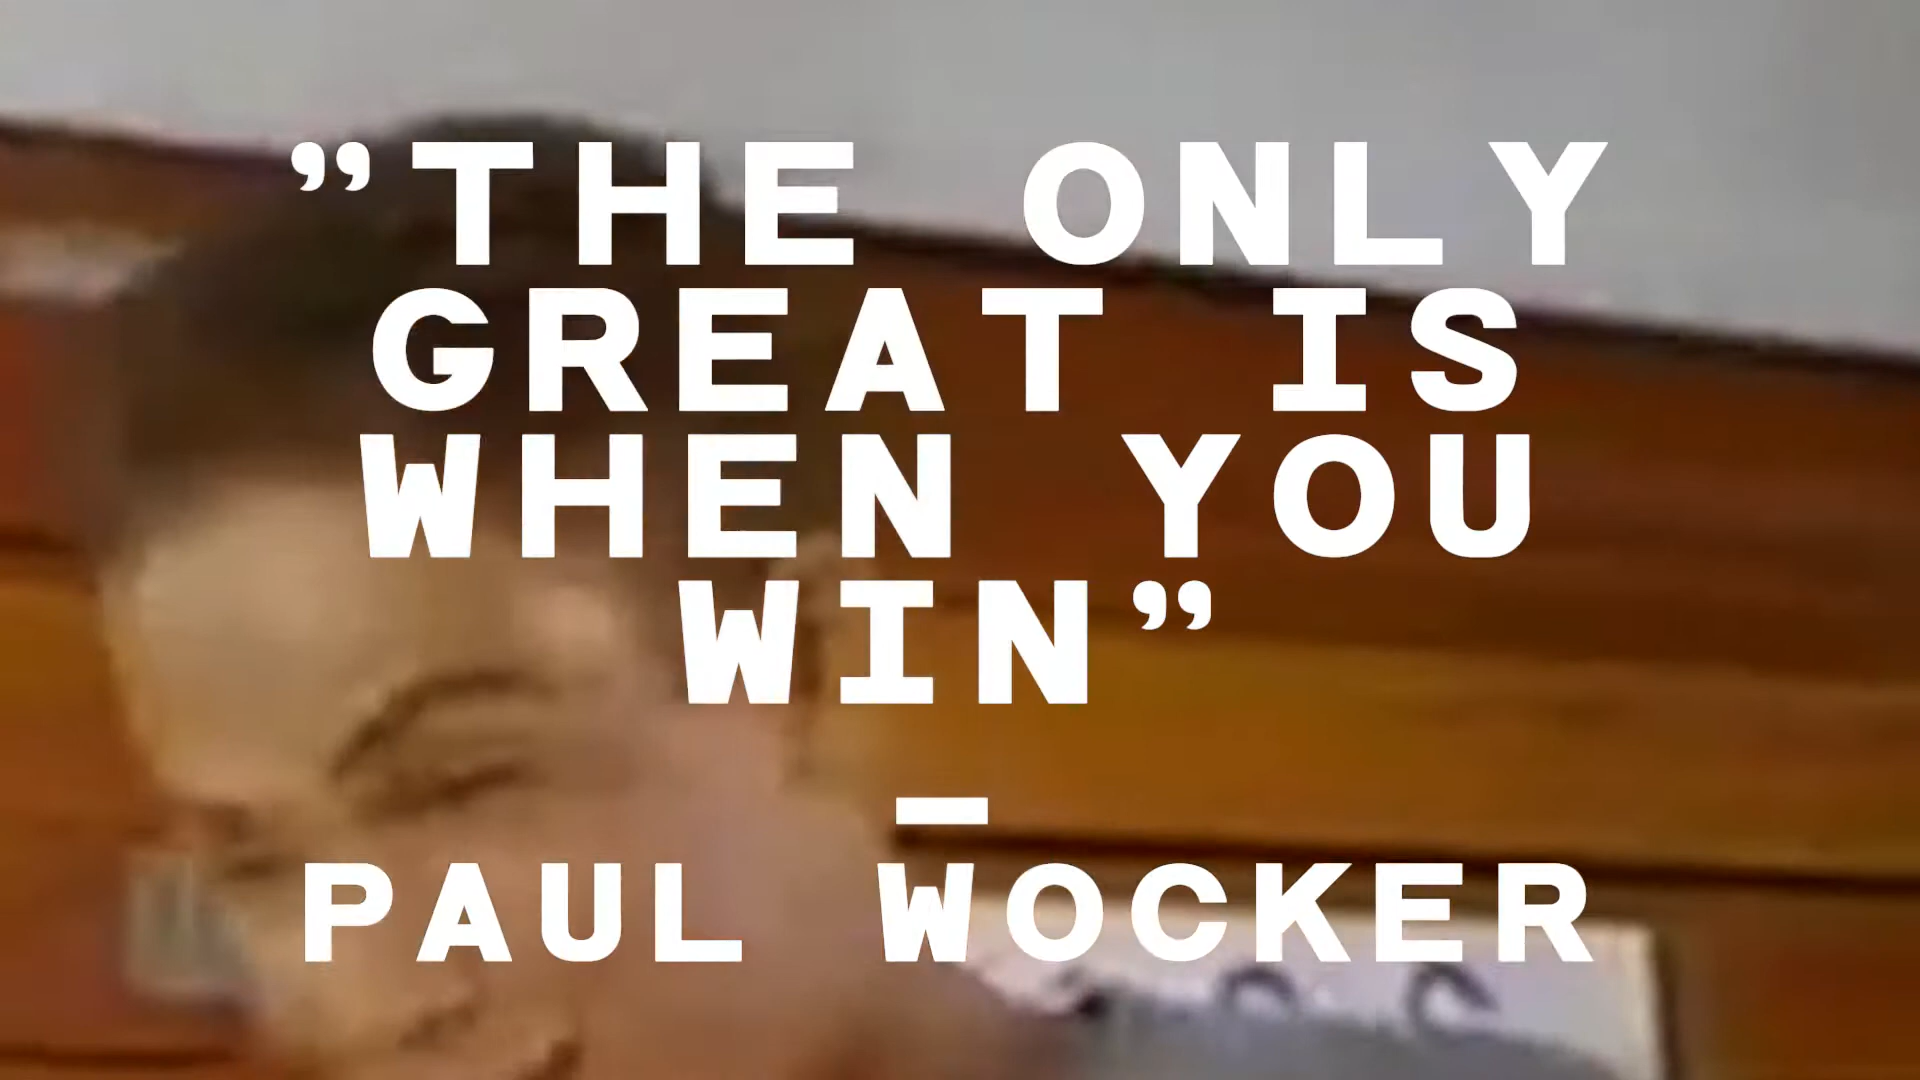 ”THE ONLY
GREAT IS
WHEN YOU
WIN”
—
PAUL WOCKER